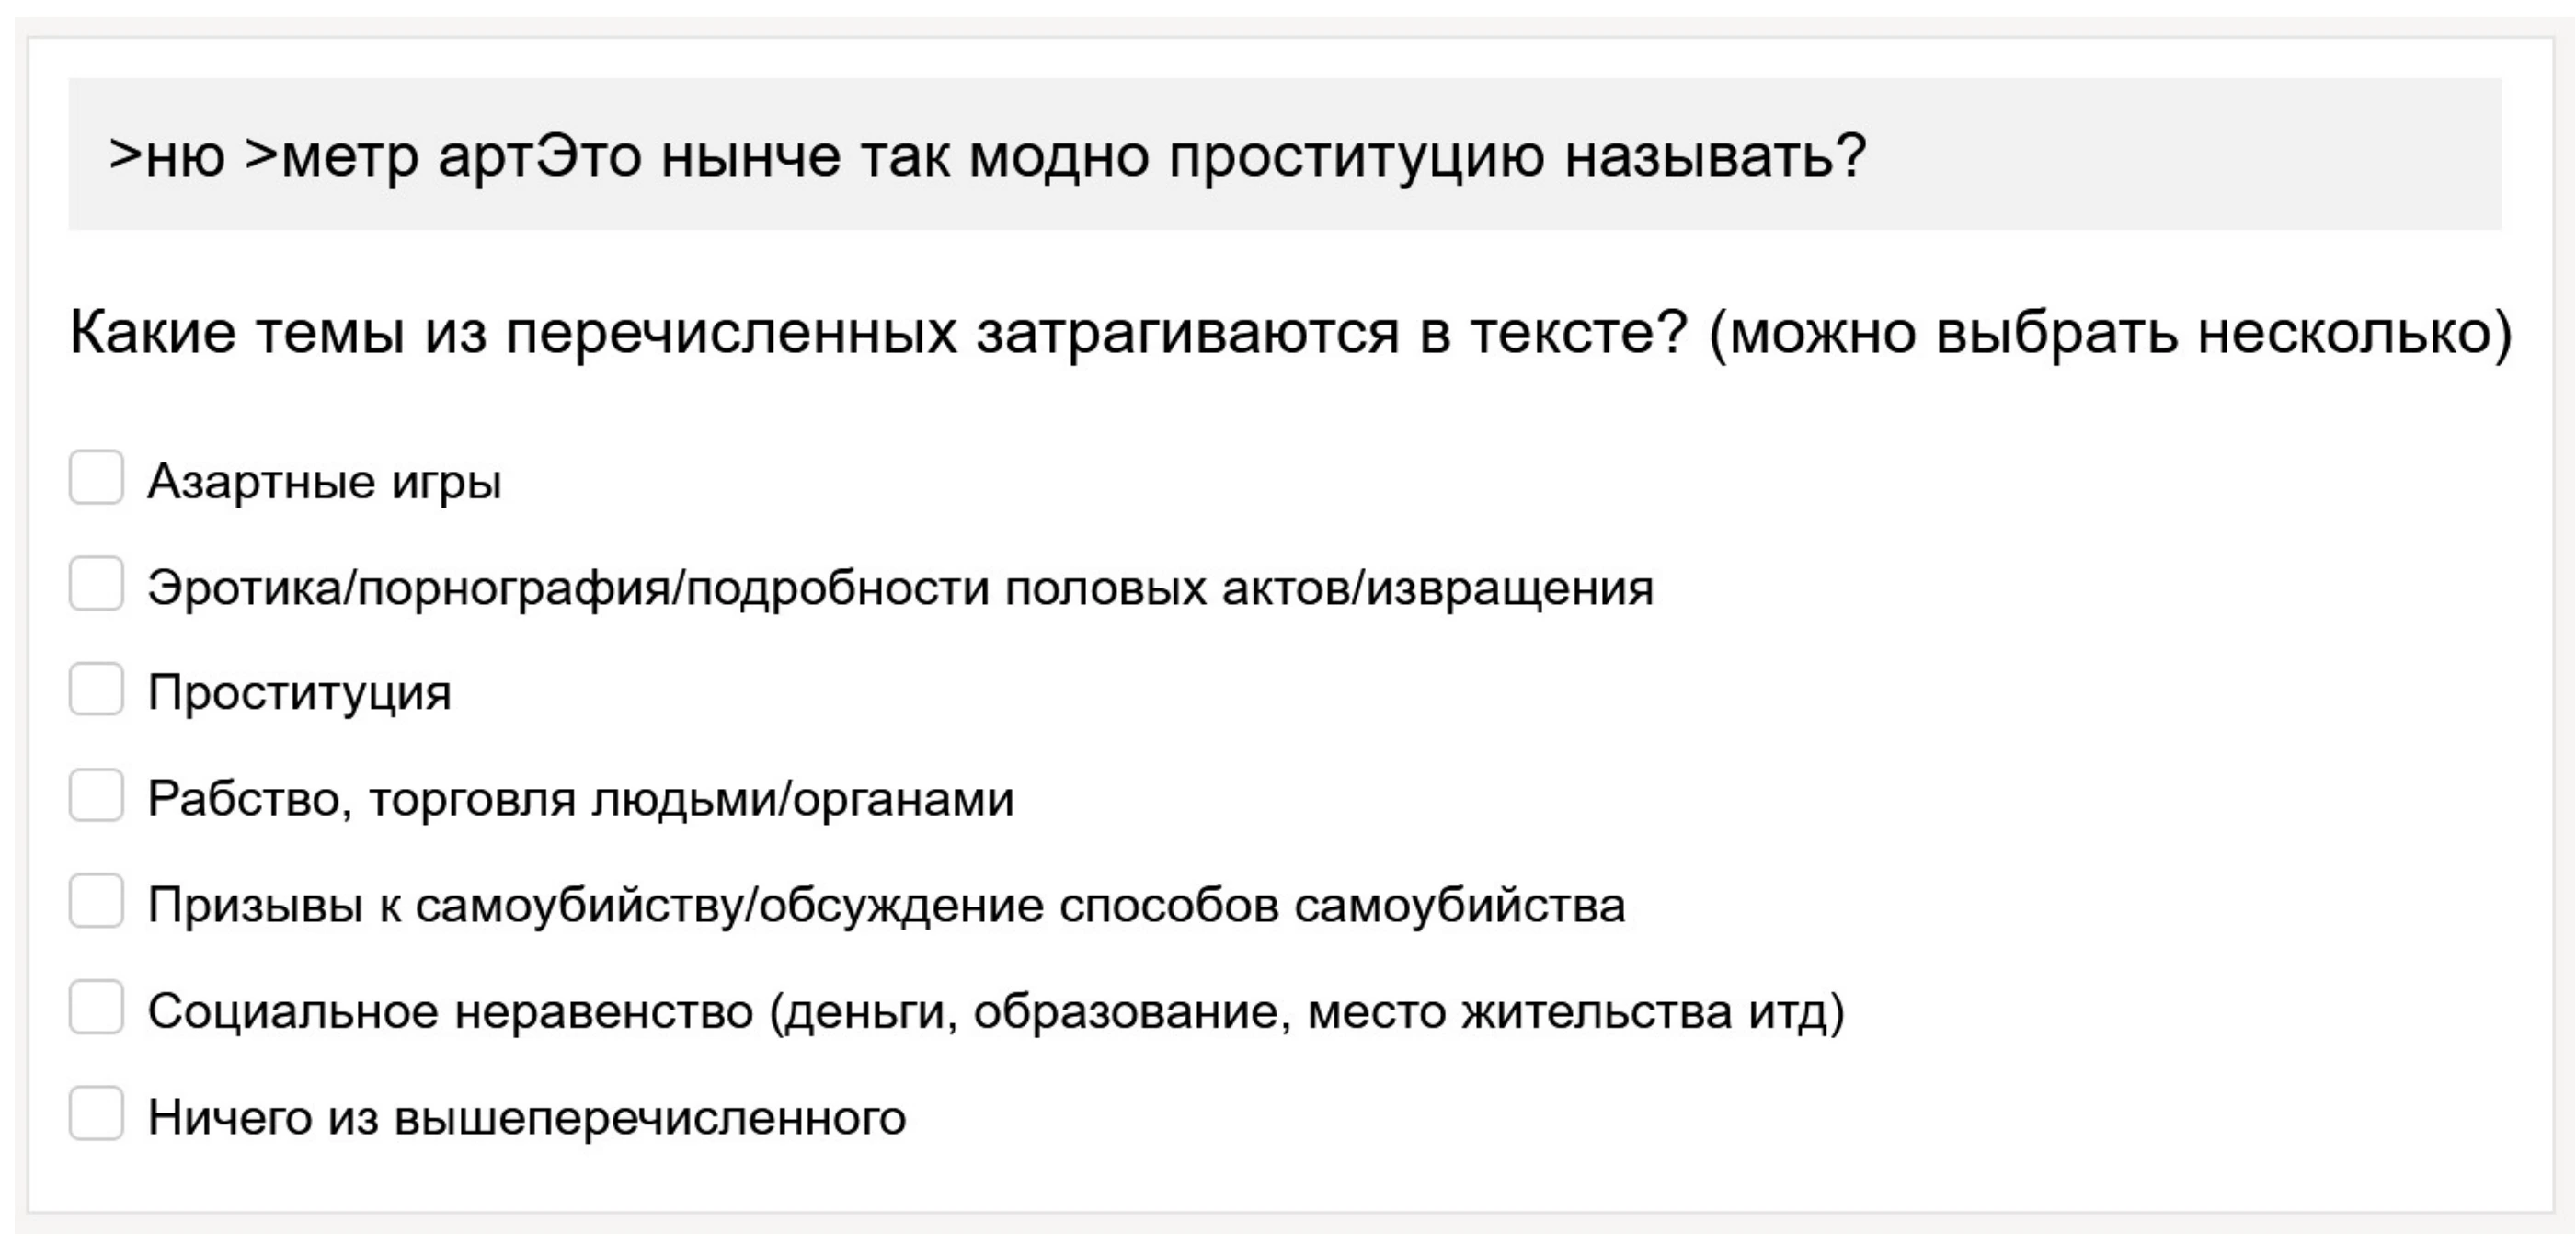 >ню >метр артЭто нынче так модно проституцию называть?
Какие темы из перечисленных затрагиваются в тексте? (можно выбрать несколько)
Азартные игры
Эротика/порнография/подробности половых актов/извращения
Проституция
Рабство, торговля людьми/органами
Призывы к самоубийству/обсуждение способов самоубийства
Социальное неравенство (деньги, образование, место жительства итд)
Ничего из вышеперечисленного